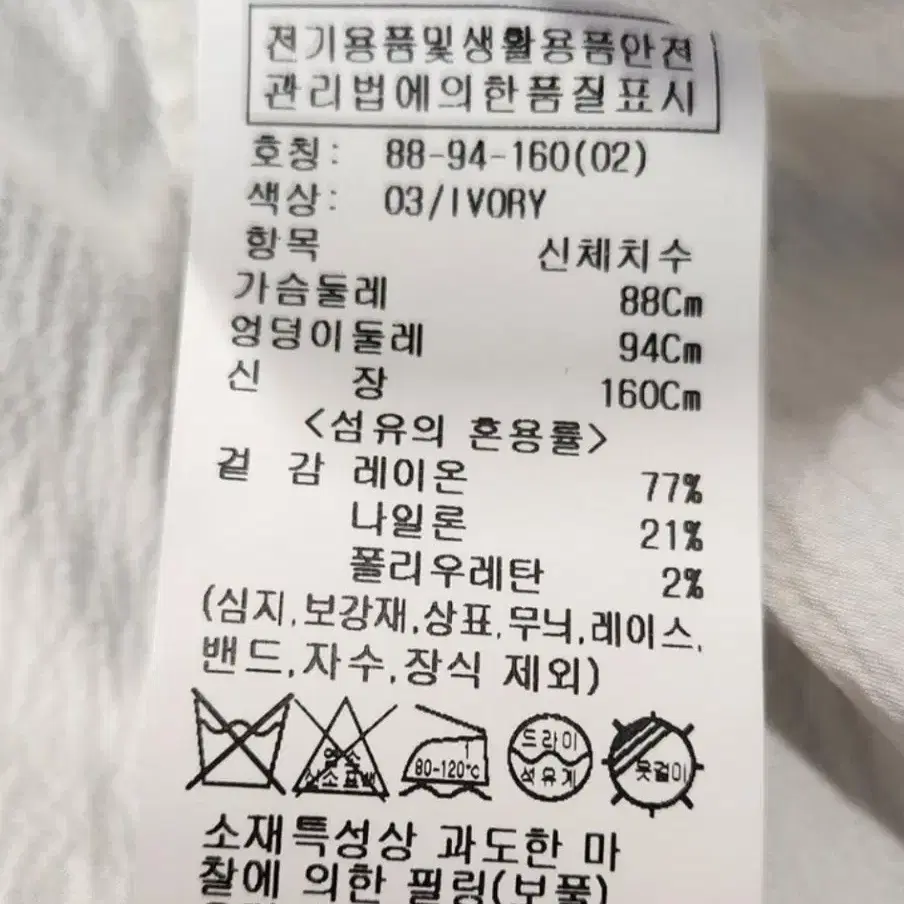 전기용품및생활용품안전
관리법에의한품질표시
호칭: 88-94-160(02)
색상: 03/IVORY
항목 신체치수
가슴둘레 88Cm
엉덩이둘레 94Cm
신 장 160Cm
<섬유의 혼용률>
겉 감 레이온 77%
나일론 21%
폴리우레탄 2%
(심지,보강재,상표,무늬,레이스,
밴드,자수,장식 제외)
염소
산소표백
80-120℃
드라이
석유계
옷걸이
소재특성상 과도한 마
찰에 의한 필링(보풀)